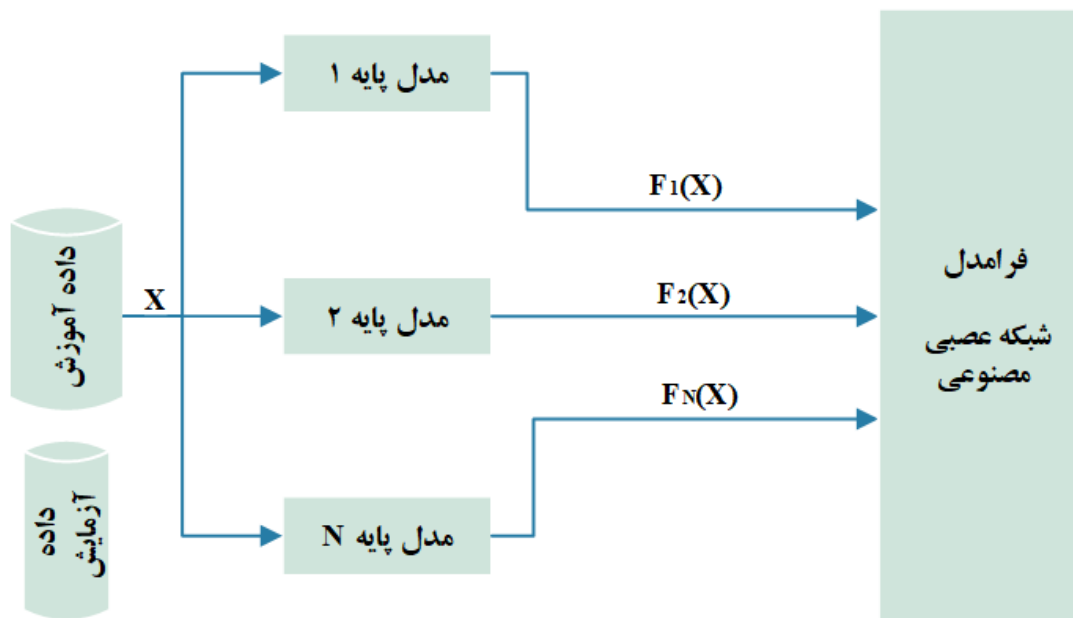 مدل پایه ۱
F1(X)
داده آموزش
X
مدل پایه ۲
F2(X)
فرامدل
شبکه عصبی
مصنوعی
FN(X)
مدل پایه N
داده
آزمایش